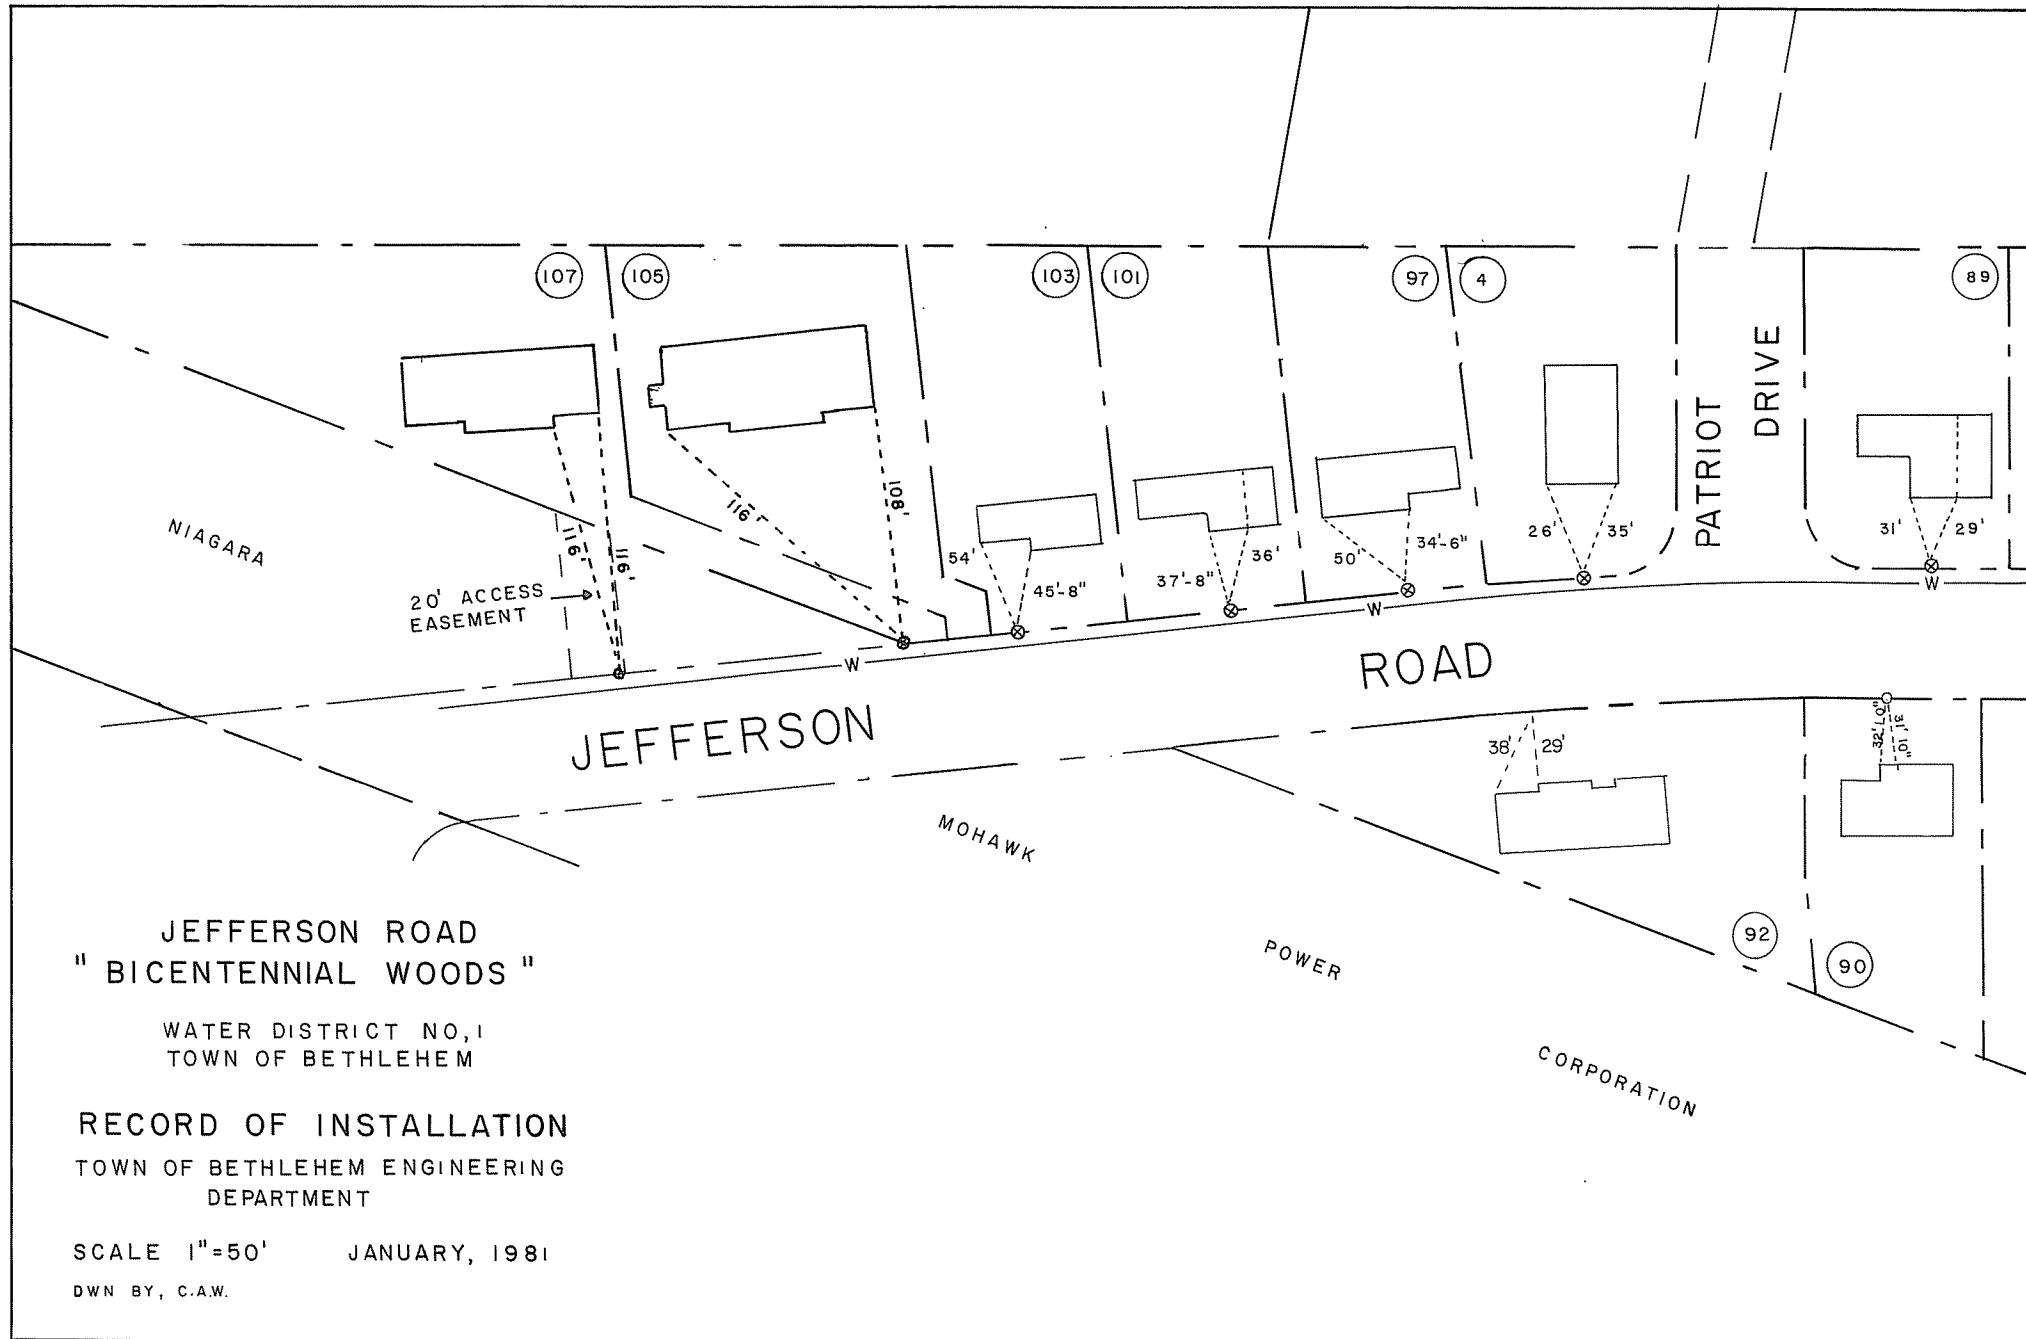 107
105
103
101
97
4
89
PATRIOT
DRIVE
116'
116'
116'
108'
54'
45'-8"
37'-8"
36'
50'
34'-6"
26'
35'
31'
29'
NIAGARA
20' ACCESS
EASEMENT
W
W
W
JEFFERSON
ROAD
38'
29'
32'10"
31'10"
MOHAWK
POWER
CORPORATION
92
90
JEFFERSON ROAD
"BICENTENNIAL WOODS"
WATER DISTRICT NO,1
TOWN OF BETHLEHEM
RECORD OF INSTALLATION
TOWN OF BETHLEHEM ENGINEERING
DEPARTMENT
SCALE 1"=50' JANUARY, 1981
DWN BY, C.A.W.